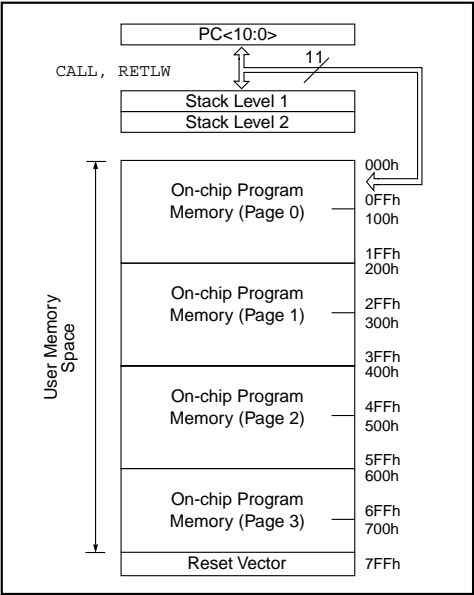 PC<10:0>
11
CALL, RETLW
Stack Level 1
Stack Level 2
000h
On-chip Program
Memory (Page 0)
0FFh
100h
1FFh
200h
On-chip Program
Memory (Page 1)
2FFh
300h
3FFh
400h
User Memory
Space
On-chip Program
Memory (Page 2)
4FFh
500h
5FFh
600h
On-chip Program
Memory (Page 3)
6FFh
700h
Reset Vector
7FFh